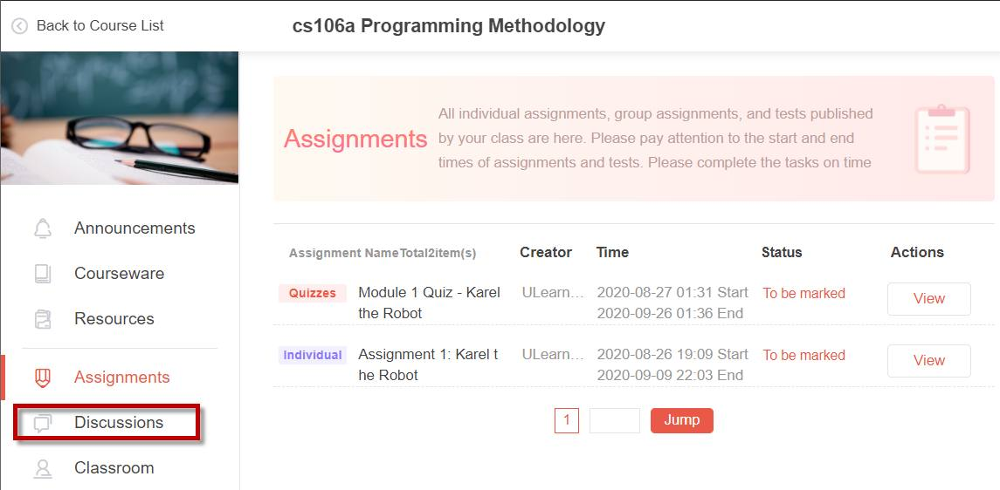 Back to Course List
cs106a Programming Methodology
Assignments
All individual assignments, group assignments, and tests published
by your class are here. Please pay attention to the start and end
times of assignments and tests. Please complete the tasks on time
Announcements
Courseware
Resources
Assignments
Discussions
Classroom
Assignment NameTotal2item(s) Creator Time Status Actions
Quizzes Module 1 Quiz - Karel ULearn... 2020-08-27 01:31 Start To be marked View
the Robot 2020-09-26 01:36 End
Individual Assignment 1: Karel t ULearn... 2020-08-26 19:09 Start To be marked View
he Robot 2020-09-09 22:03 End
1 Jump